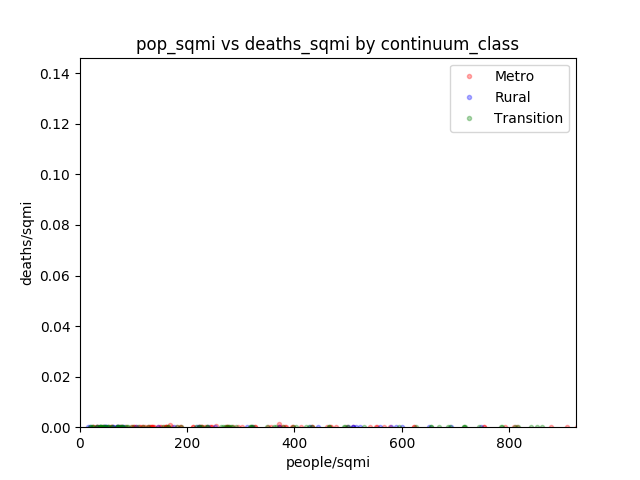 pop_sqmi vs deaths_sqmi by continuum_class
Metro
Rural
Transition
deaths/sqmi
0.14
0.12
0.10
0.08
0.06
0.04
0.02
0.00
0 200 400 600 800
people/sqmi